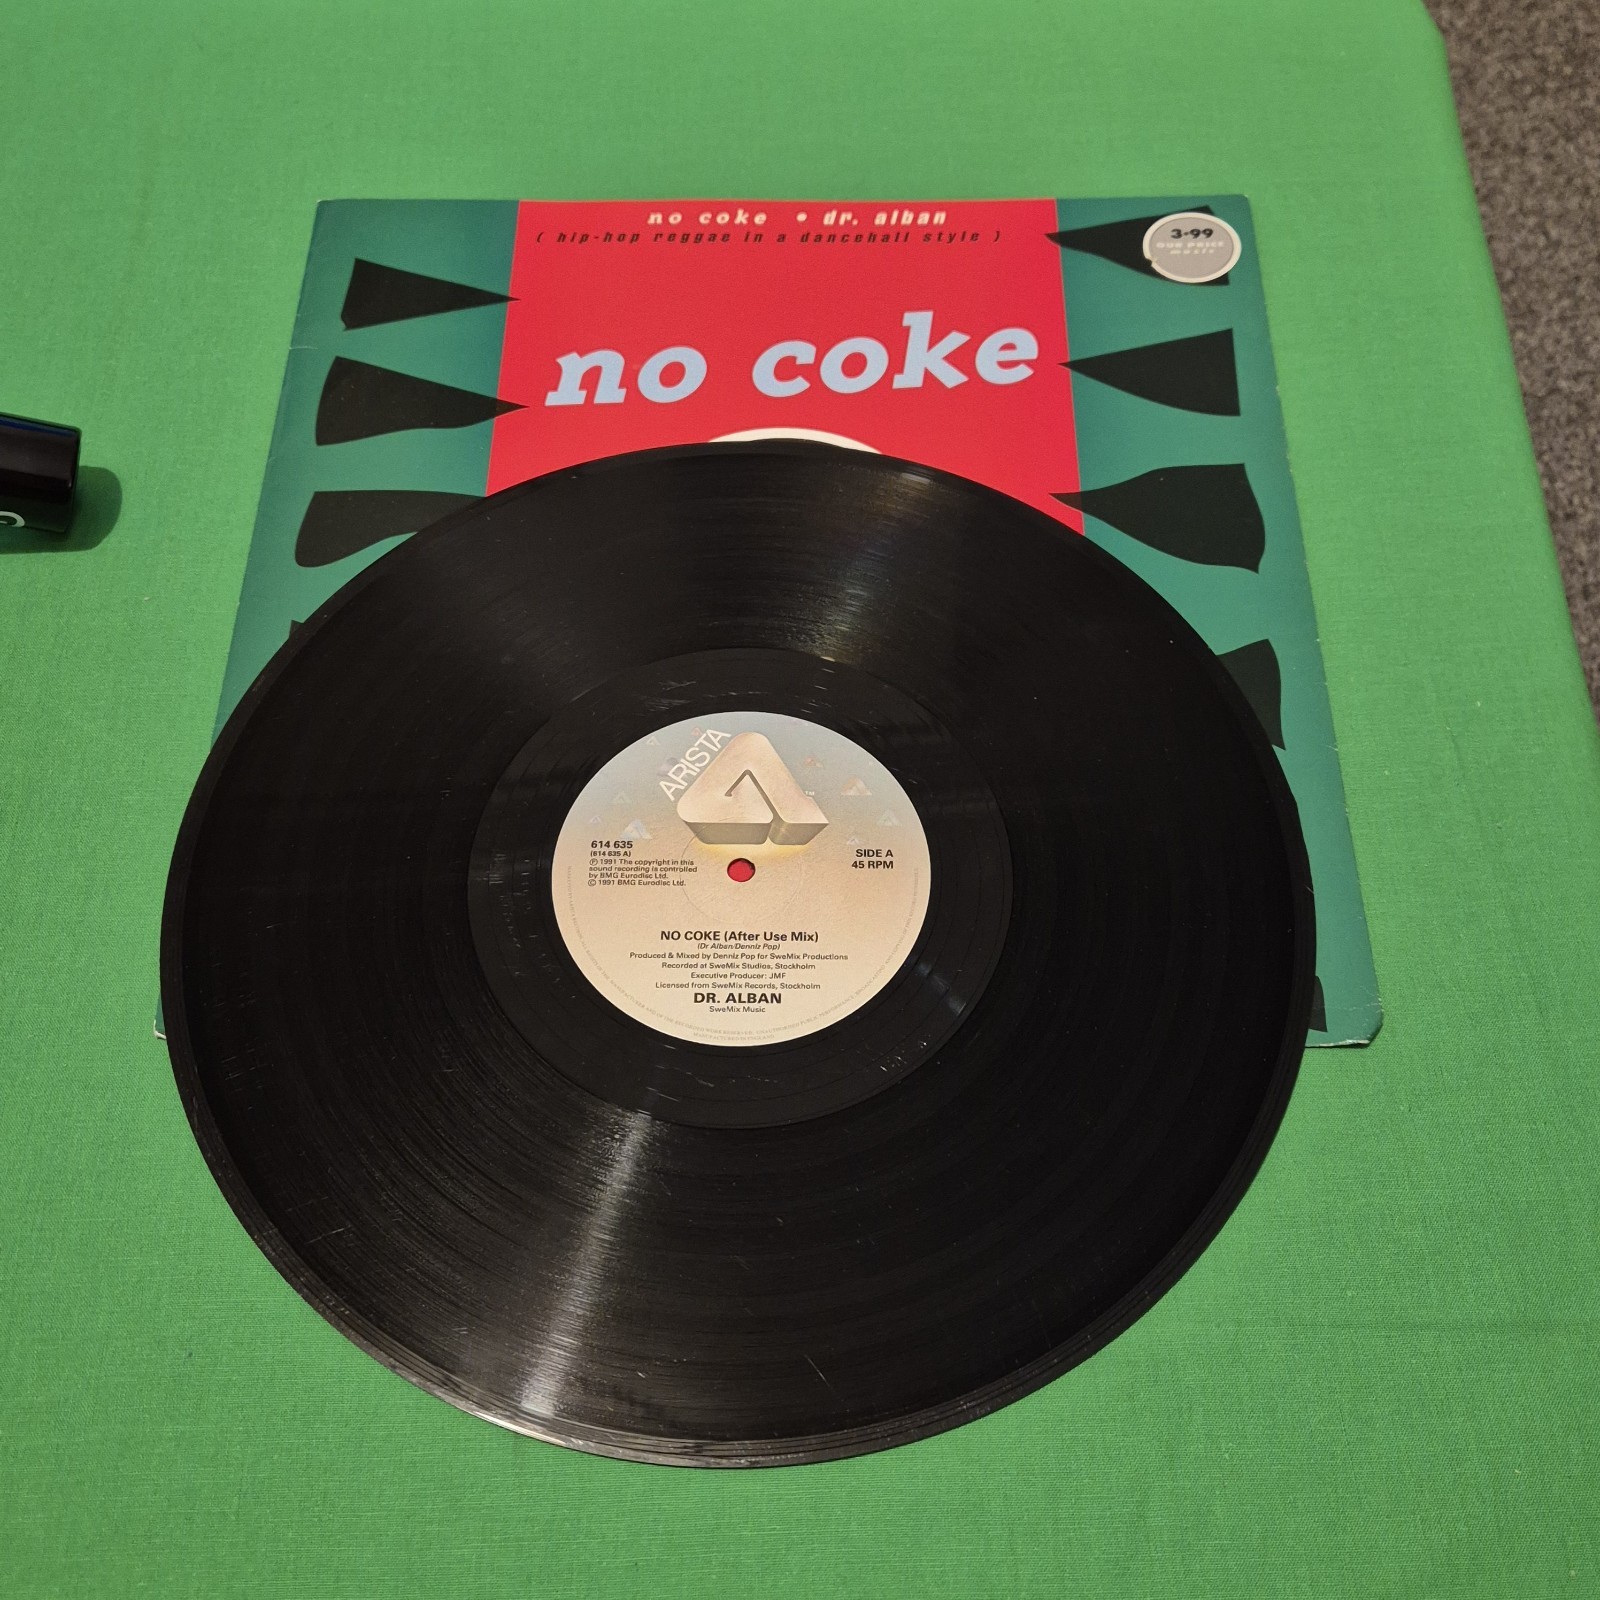 no coke • dr. alban
( hip-hop reggae in a dancehall style )
3-99
OUR PRICE
music
no coke
ARISTA
614 635
(614 635 A)
℗ 1991 The copyright in this
sound recording is controlled
by BMG Eurodisc Ltd.
© 1991 BMG Eurodisc Ltd.
SIDE A
45 RPM
NO COKE (After Use Mix)
(Dr Alban/Denniz Pop)
Produced & Mixed by Denniz Pop for SweMix Productions
Recorded at SweMix Studios, Stockholm
Executive Producer: JMF
Licensed from SweMix Records, Stockholm
DR. ALBAN
SweMix Music